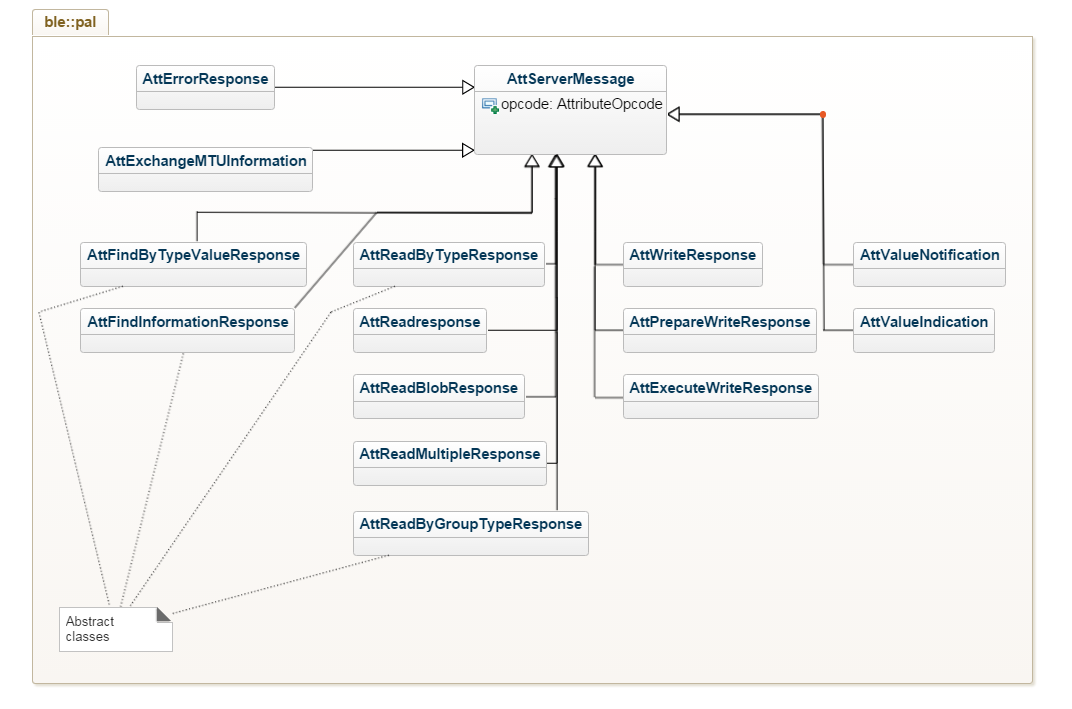 ble::pal
AttErrorResponse
AttServerMessage
opcode: AttributeOpcode
AttExchangeMTUInformation
AttFindByTypeValueResponse
AttReadByTypeResponse
AttWriteResponse
AttValueNotification
AttFindInformationResponse
AttReadresponse
AttPrepareWriteResponse
AttValueIndication
AttReadBlobResponse
AttExecuteWriteResponse
AttReadMultipleResponse
AttReadByGroupTypeResponse
Abstract
classes